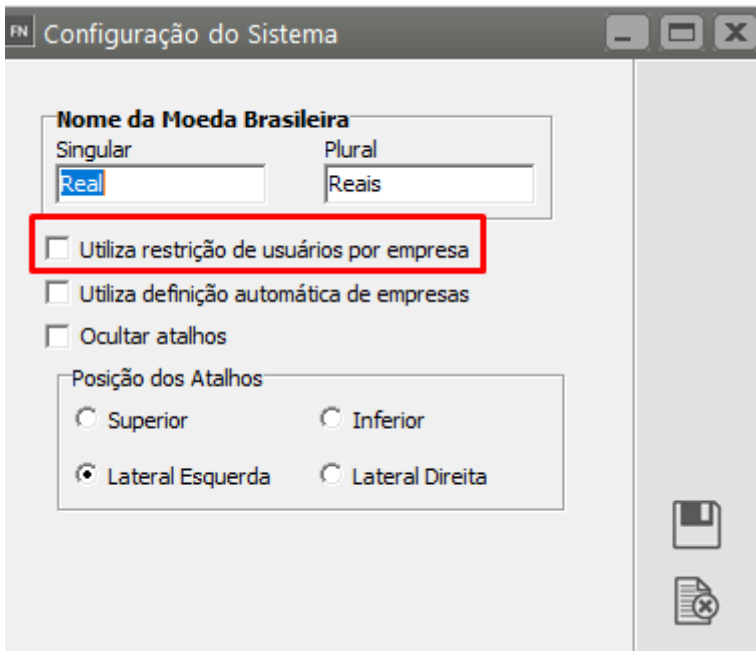 FN Configuração do Sistema
Nome da Moeda Brasileira
Singular Plural
Real Reais
Utiliza restrição de usuários por empresa
Utiliza definição automática de empresas
Ocultar atalhos
Posição dos Atalhos
Superior Inferior
Lateral Esquerda Lateral Direita